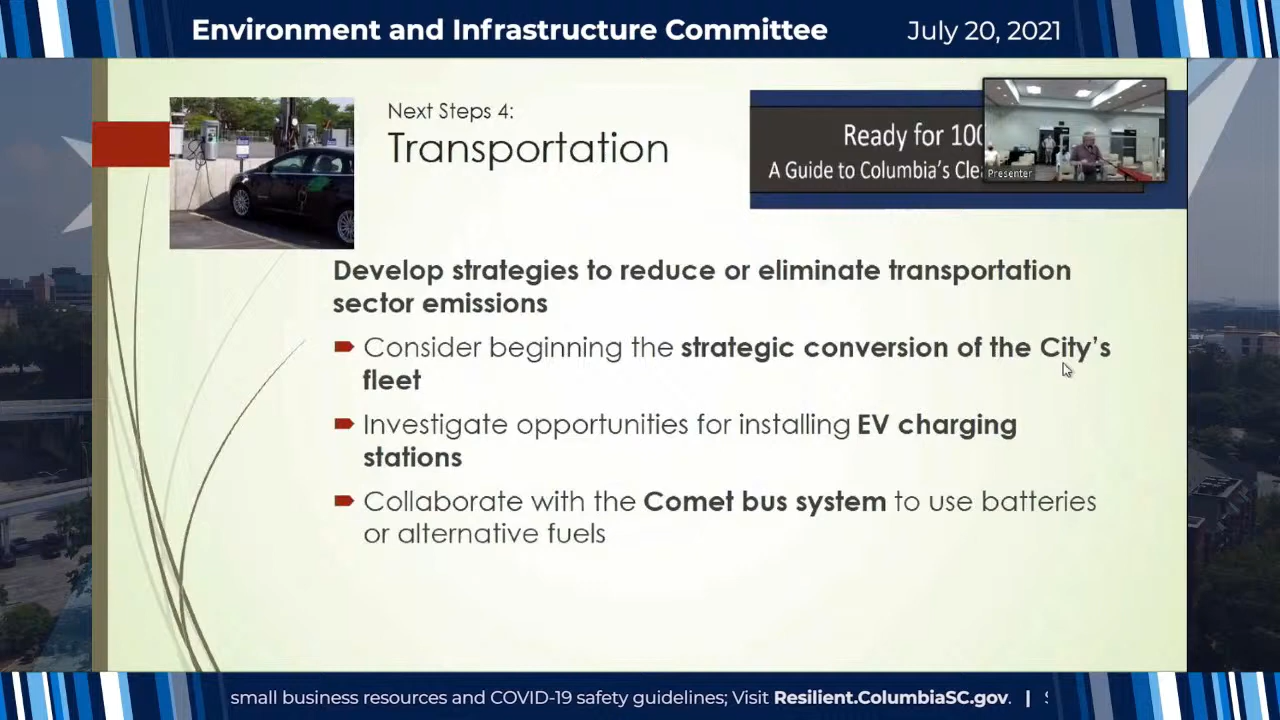 Environment and Infrastructure Committee
July 20, 2021
Next Steps 4:
Transportation
Ready for 100
A Guide to Columbia's
Presenter
Develop strategies to reduce or eliminate transportation
sector emissions
Consider beginning the strategic conversion of the City's
fleet
Investigate opportunities for installing EV charging
stations
Collaborate with the Comet bus system to use batteries
or alternative fuels
small business resources and COVID-19 safety guidelines; Visit Resilient.ColumbiaSC.gov. |